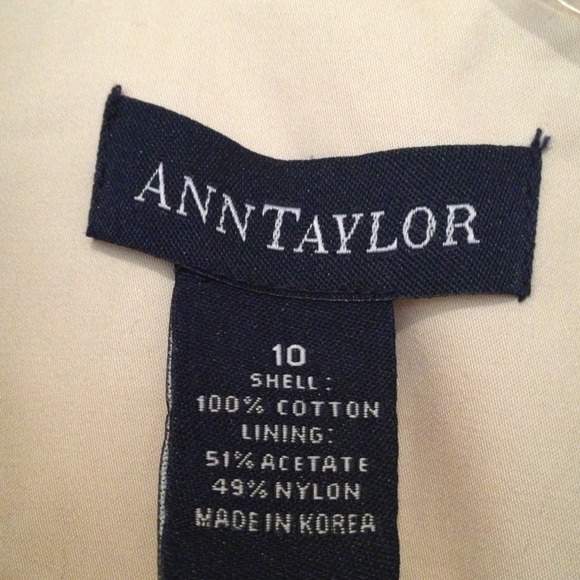 ANNTAYLOR
10
SHELL:
100% COTTON
LINING:
51% ACETATE
49% NYLON
MADE IN KOREA